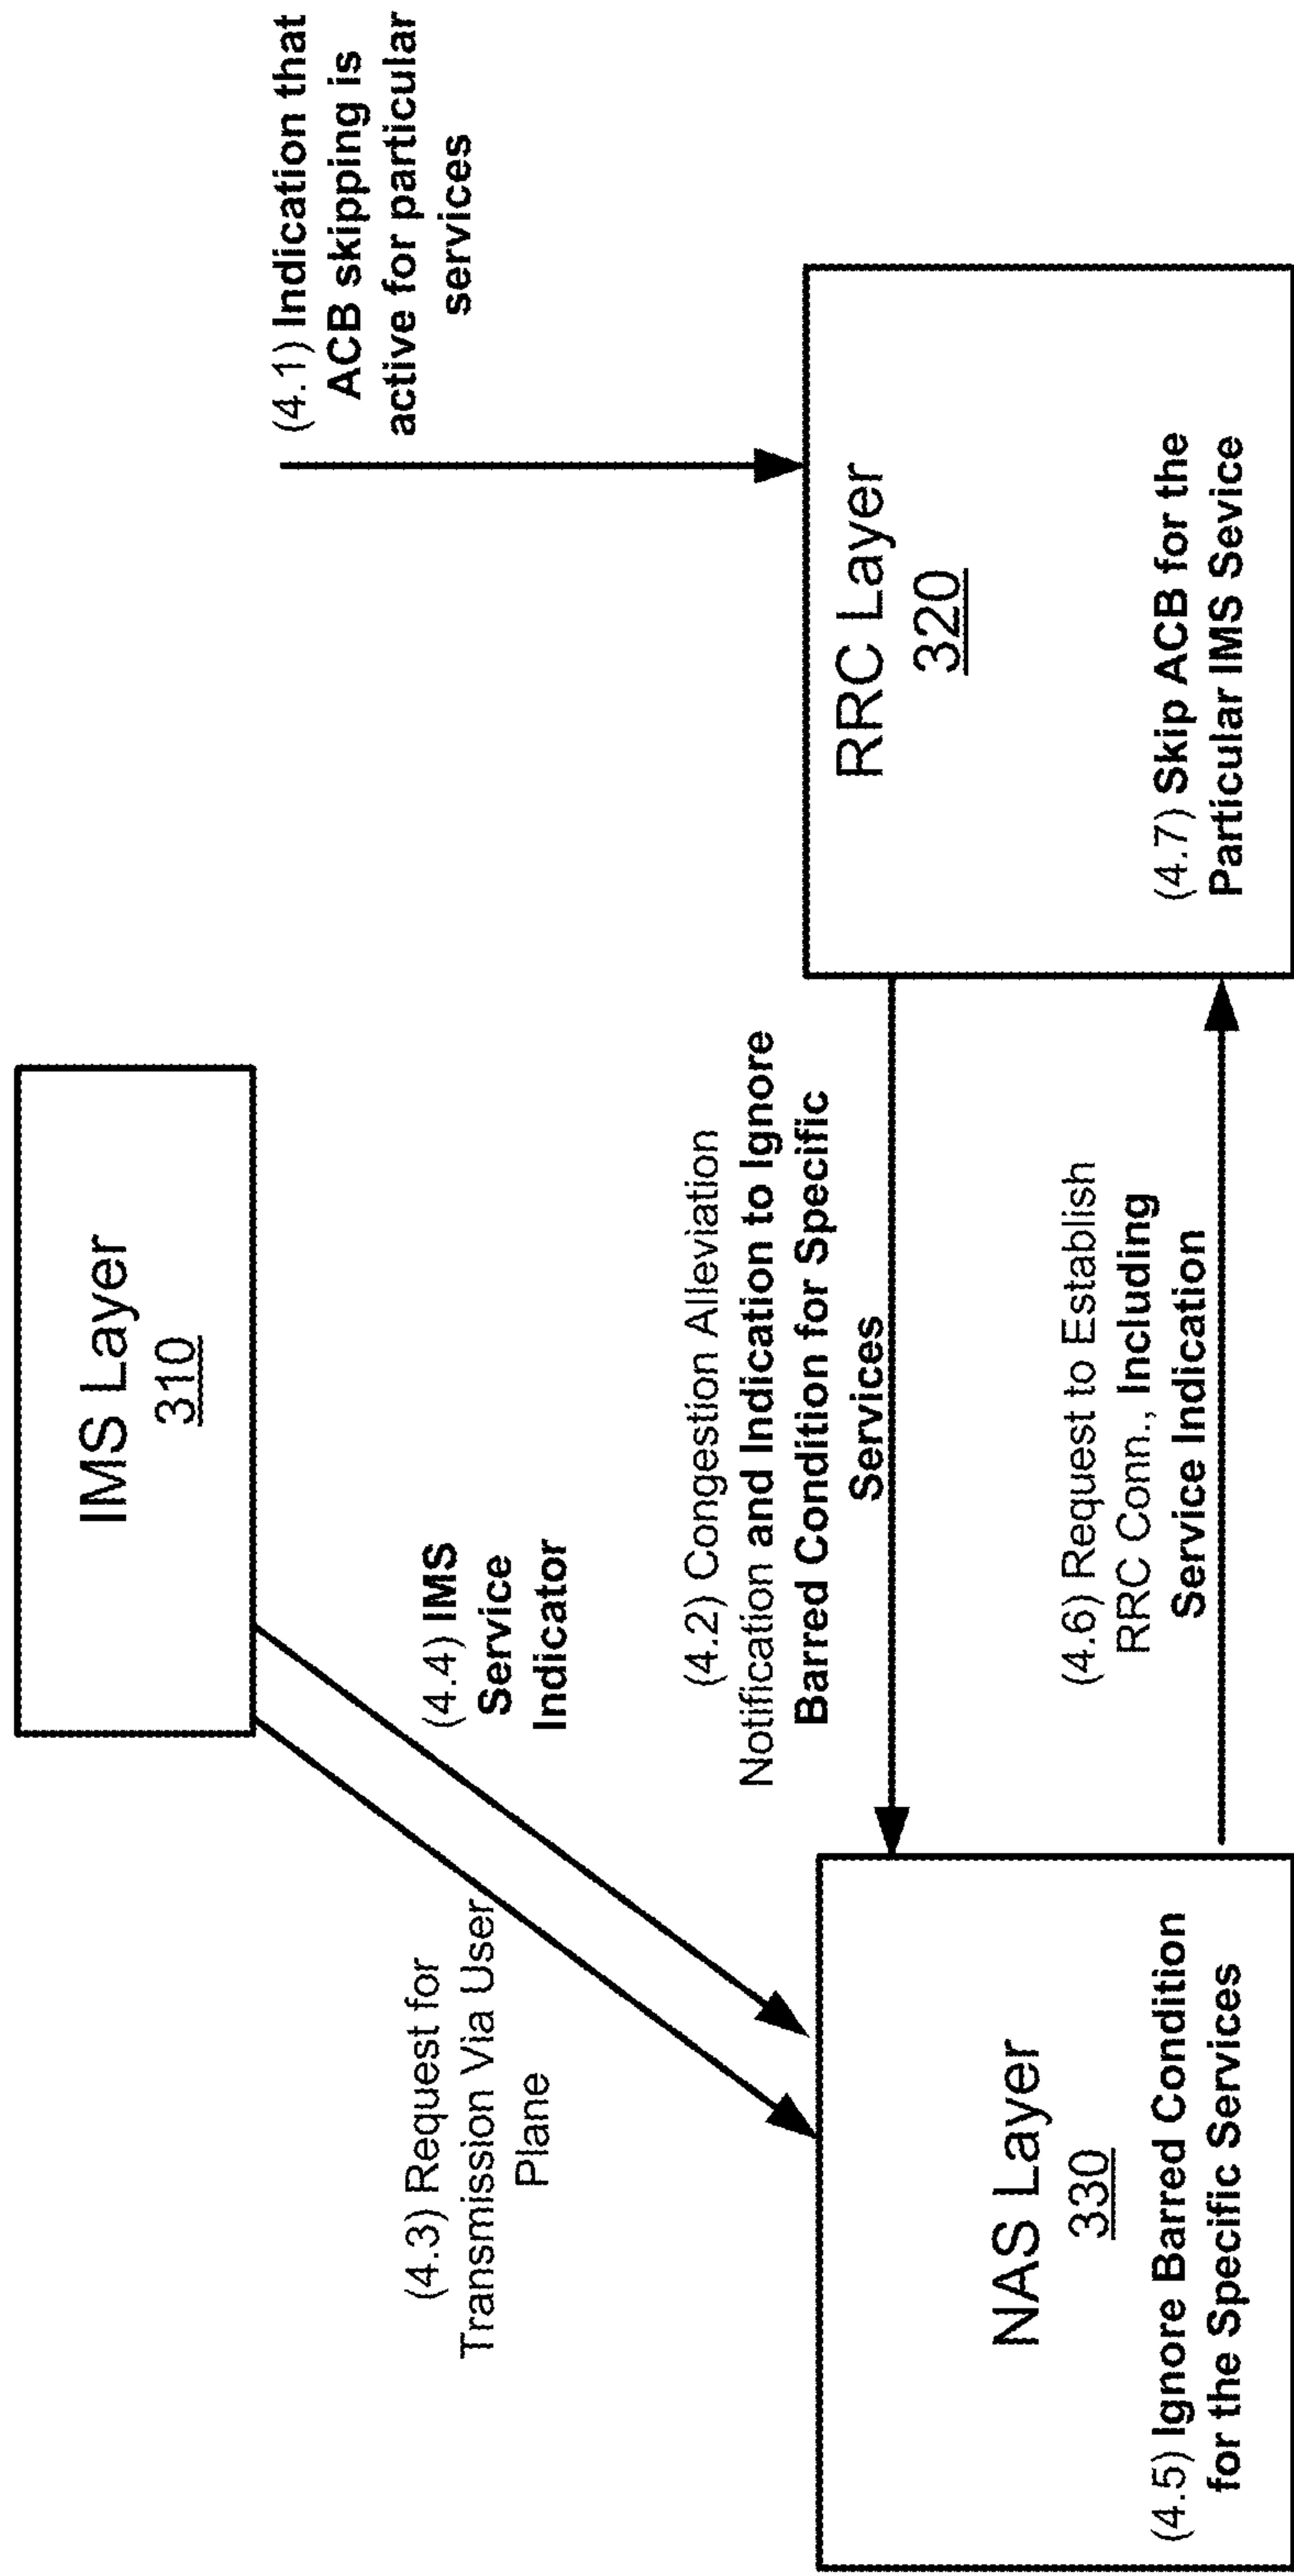 IMS Layer
310
(4.1) Indication that
ACB skipping is
active for particular
services
(4.3) Request for
Transmission Via User
Plane
(4.4) IMS
Service
Indicator
(4.2) Congestion Alleviation
Notification and Indication to Ignore
Barred Condition for Specific
Services
(4.6) Request to Establish
RRC Conn., Including
Service Indication
NAS Layer
330
(4.5) Ignore Barred Condition
for the Specific Services
RRC Layer
320
(4.7) Skip ACB for the
Particular IMS Sevice